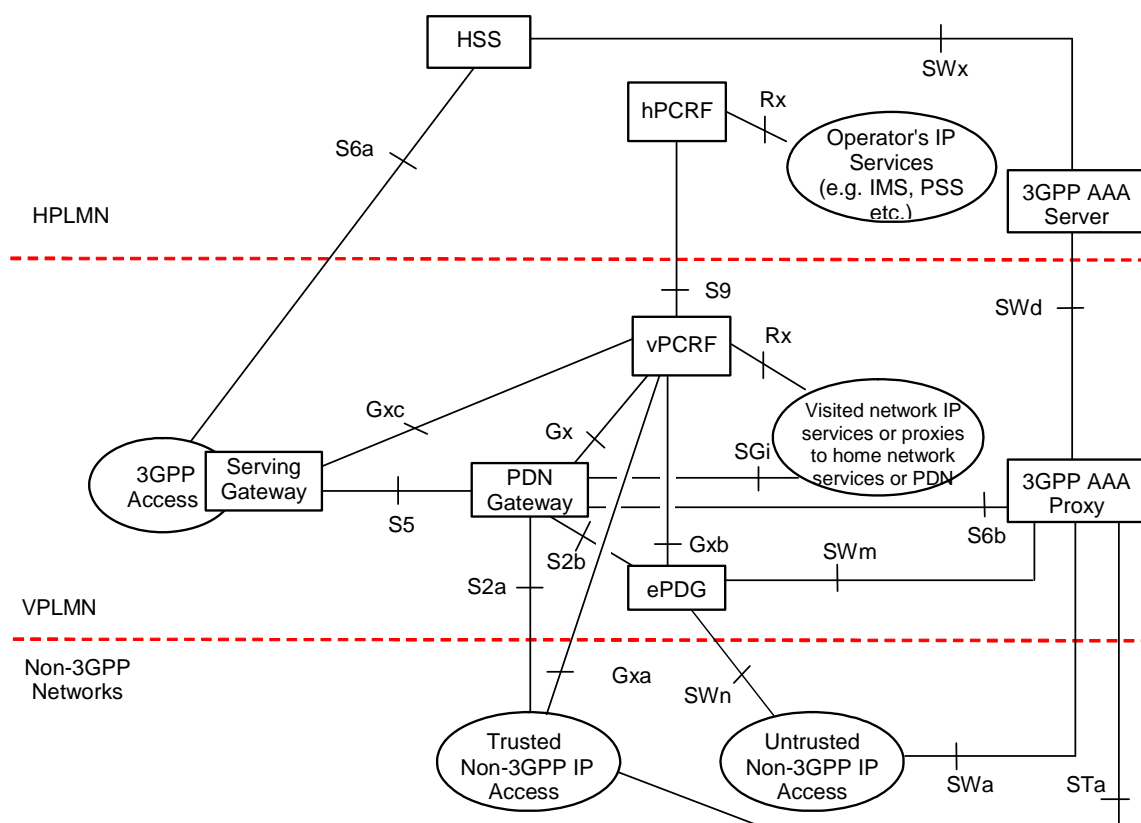 HSS
SWx
hPCRF
Rx
Operator's IP
Services
(e.g. IMS, PSS
etc.)
S6a
3GPP AAA
Server
HPLMN
S9
SWd
vPCRF
Rx
Gxc
Gx
Visited network IP
services or proxies
to home network
services or PDN
SGi
3GPP
Access
Serving
Gateway
PDN
Gateway
3GPP AAA
Proxy
S5
S6b
S2b
Gxb
SWm
S2a
ePDG
VPLMN
Non-3GPP
Networks
Gxa
SWn
Trusted
Non-3GPP IP
Access
Untrusted
Non-3GPP IP
Access
SWa
STa